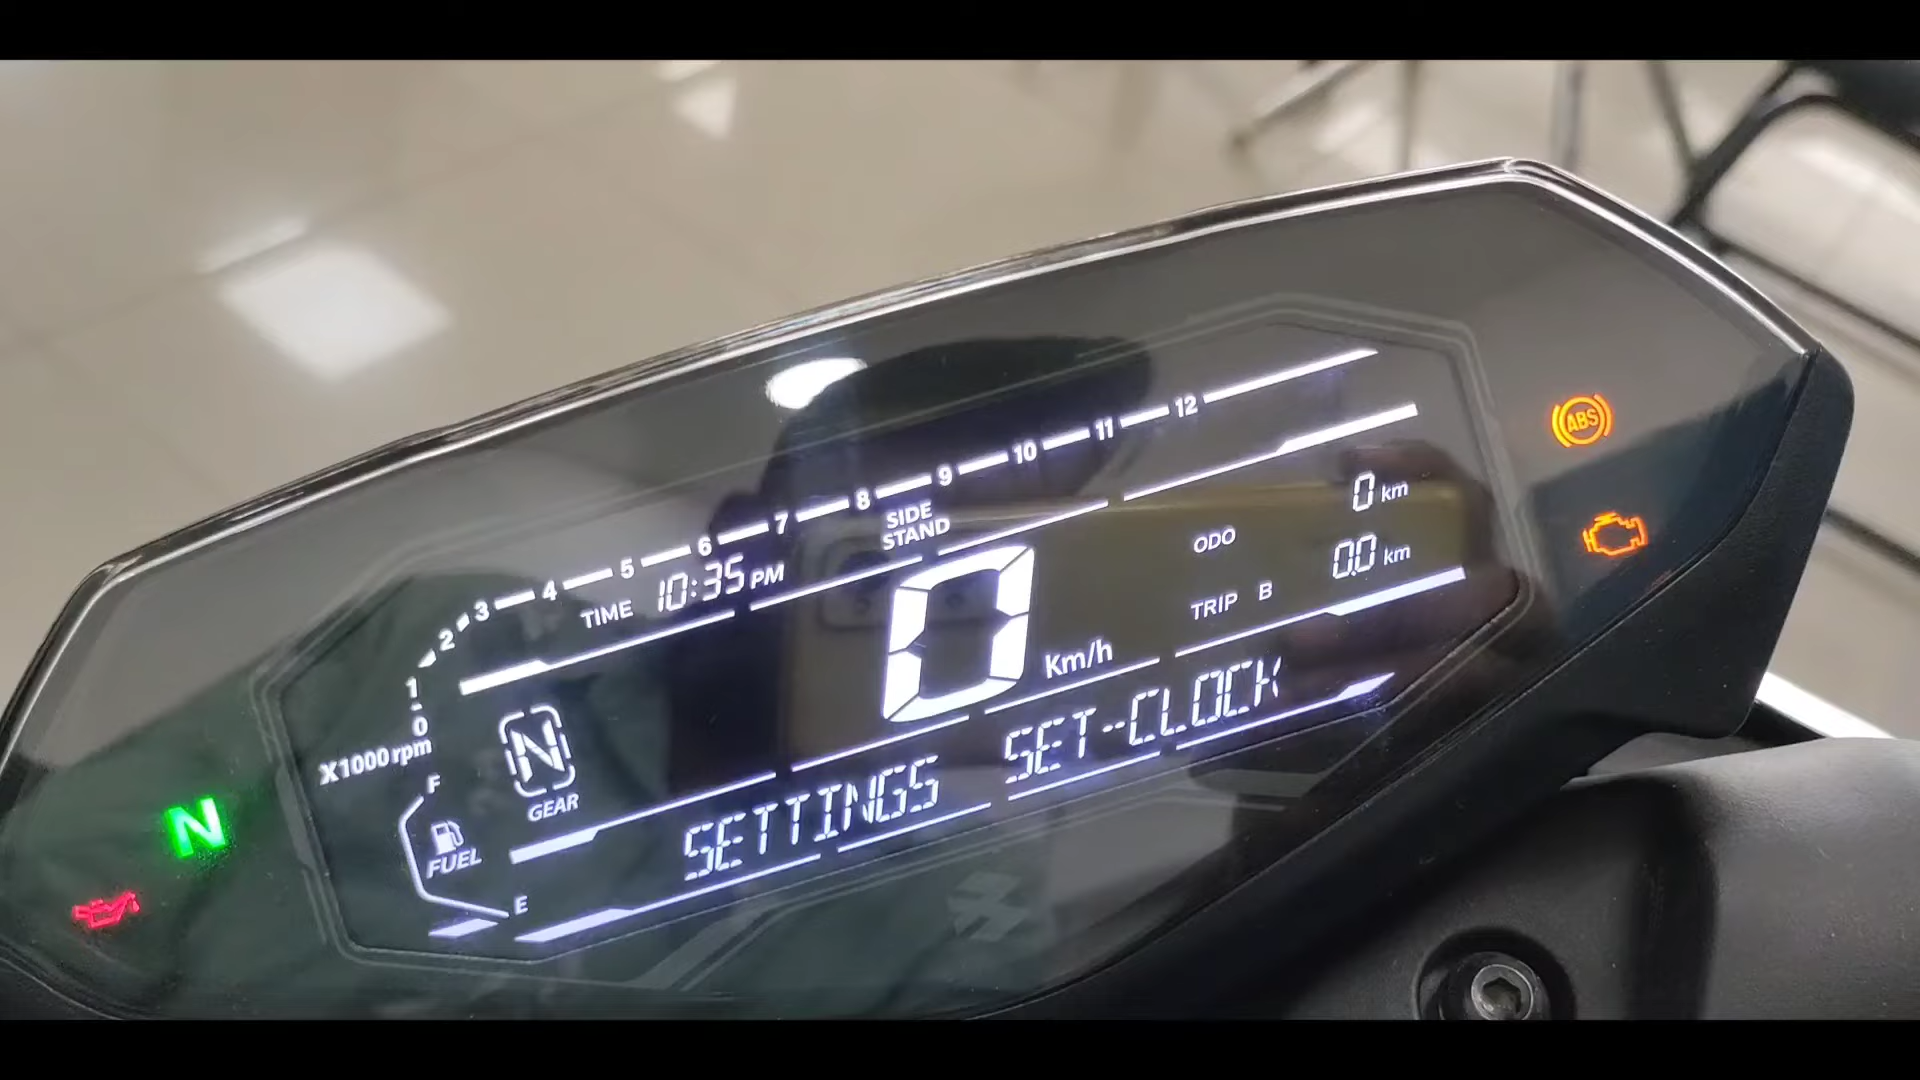 0 1 2 3 4 5 6 7 8 9 10 11 12
X1000 rpm
TIME 10:35 PM
SIDE
STAND
0 km
ODO
0.0 km
TRIP B
0 Km/h
N
GEAR
F
FUEL
E
SETTINGS SET-CLOCK
N
ABS